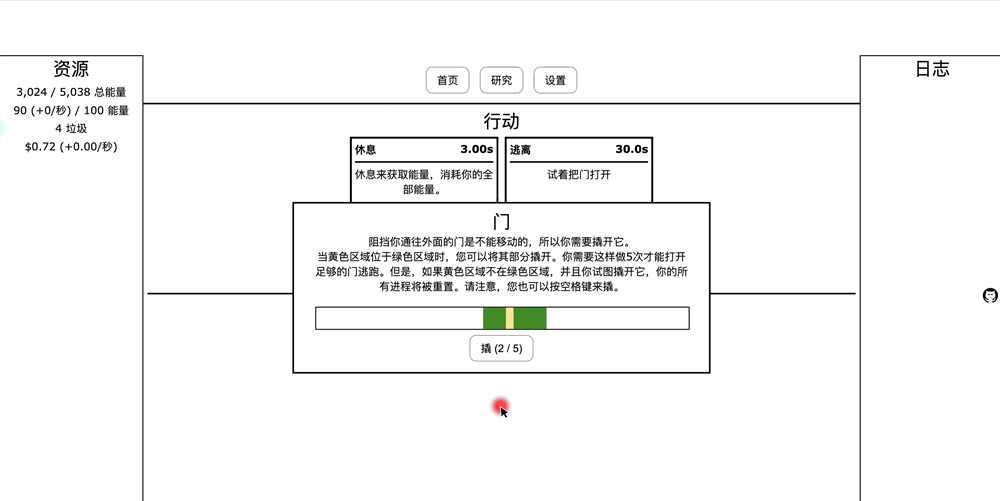 资源
3,024 / 5,038 总能量
90 (+0/秒) / 100 能量
4 垃圾
$0.72 (+0.00/秒)
首页
研究
设置
行动
休息 3.00s
休息来获取能量，消耗你的全
部能量。
逃离 30.0s
试着把门打开
门
阻挡你通往外面的门是不能移动的，所以你需要撬开它。
当黄色区域位于绿色区域时，您可以将其部分撬开。你需要这样做5次才能打开
足够的门逃跑。但是，如果黄色区域不在绿色区域，并且你试图撬开它，你的所
有进程将被重置。请注意，您也可以按空格键来撬。
撬 (2 / 5)
日志